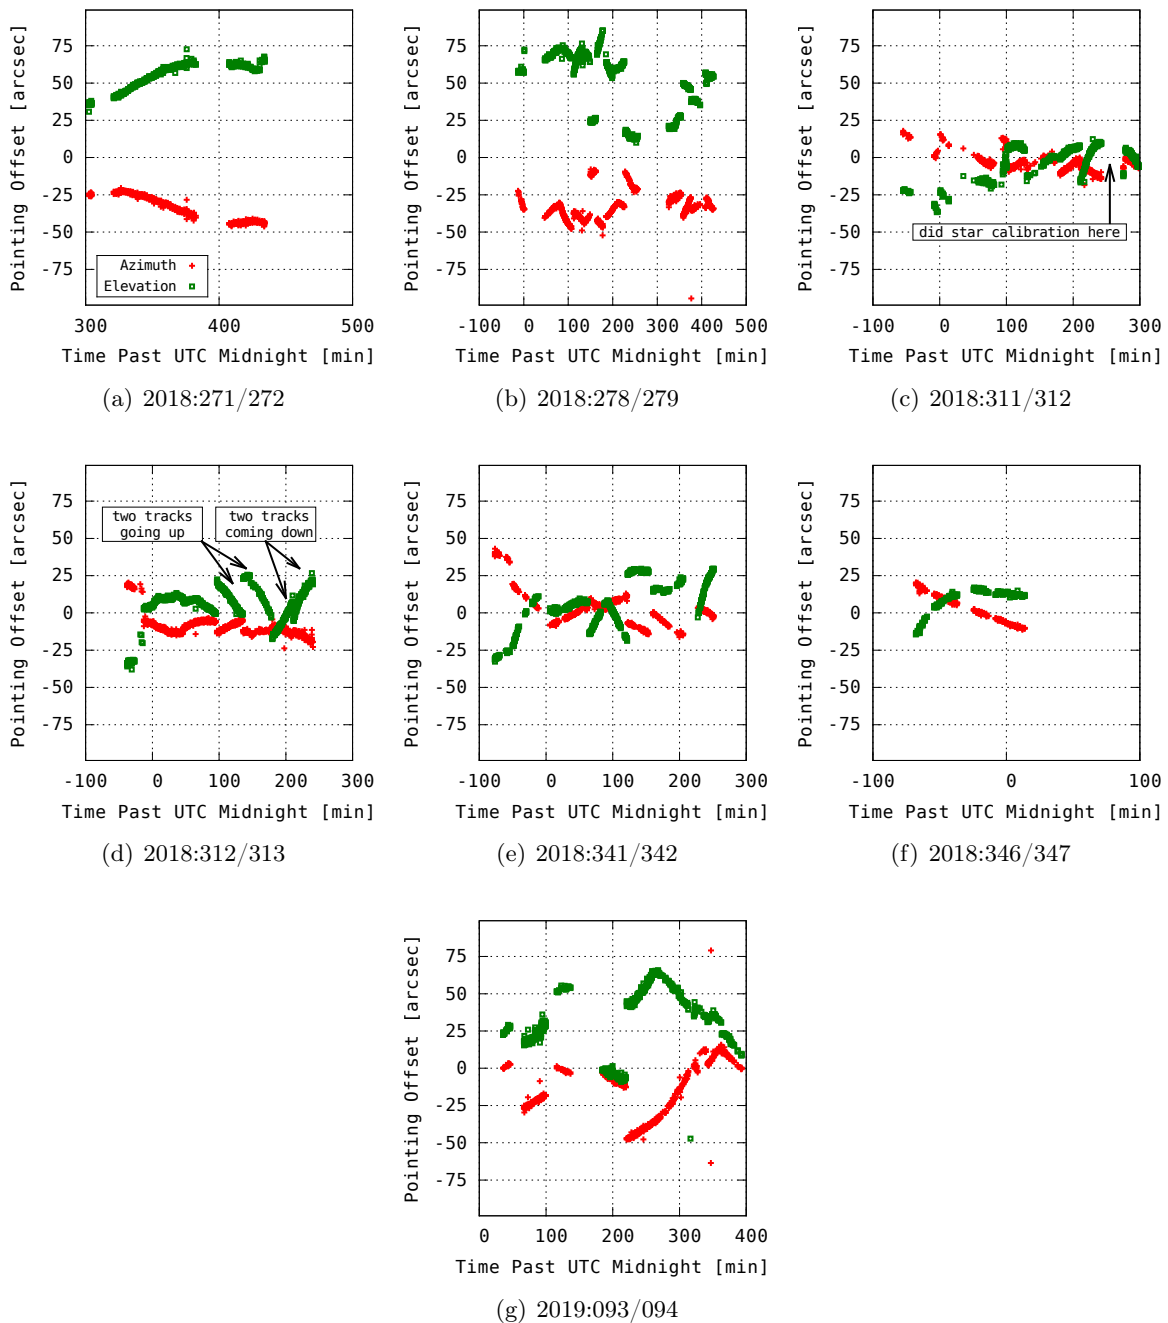 Pointing Offset [arcsec]
75
50
25
0
-25
-50
-75
Azimuth
Elevation
300 400 500
Time Past UTC Midnight [min]
(a) 2018:271/272
Pointing Offset [arcsec]
75
50
25
0
-25
-50
-75
-100 0 100 200 300 400 500
Time Past UTC Midnight [min]
(b) 2018:278/279
Pointing Offset [arcsec]
75
50
25
0
-25
-50
-75
did star calibration here
-100 0 100 200 300
Time Past UTC Midnight [min]
(c) 2018:311/312
Pointing Offset [arcsec]
75
50
25
0
-25
-50
-75
two tracks
going up
two tracks
coming down
-100 0 100 200 300
Time Past UTC Midnight [min]
(d) 2018:312/313
Pointing Offset [arcsec]
75
50
25
0
-25
-50
-75
-100 0 100 200 300
Time Past UTC Midnight [min]
(e) 2018:341/342
Pointing Offset [arcsec]
75
50
25
0
-25
-50
-75
-100 0 100
Time Past UTC Midnight [min]
(f) 2018:346/347
Pointing Offset [arcsec]
75
50
25
0
-25
-50
-75
0 100 200 300 400
Time Past UTC Midnight [min]
(g) 2019:093/094